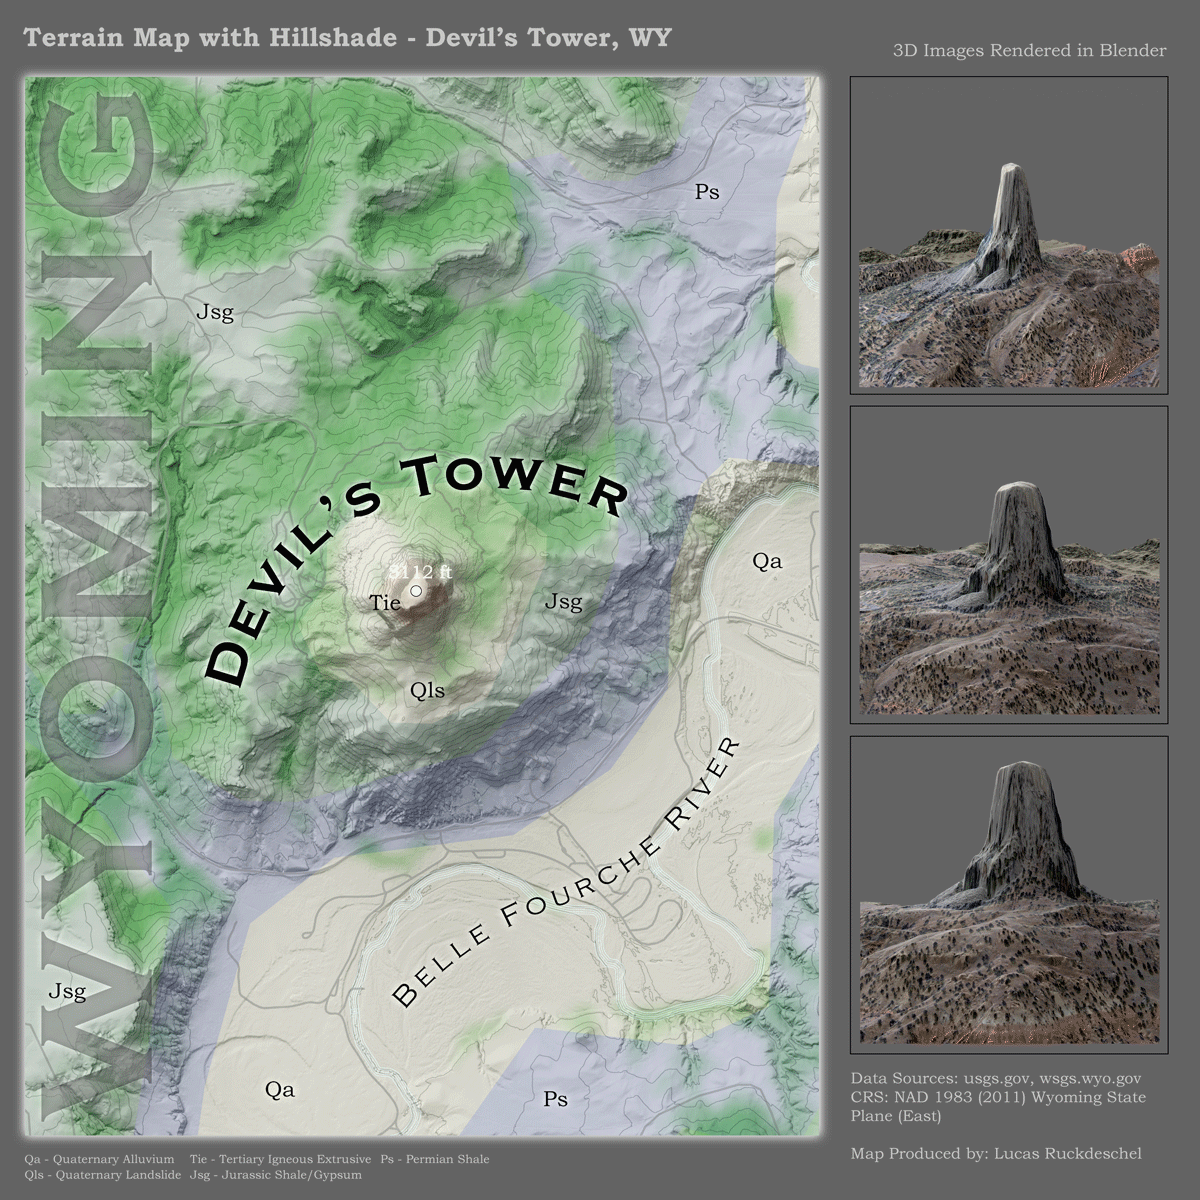 Terrain Map with Hillshade - Devil's Tower, WY
3D Images Rendered in Blender
WYOMING
Ps
Jsg
DEVIL'S TOWER
Qa
8112 ft
Tie
Jsg
Qls
BELLE FOURCHE RIVER
Jsg
Qa
Ps
Data Sources: usgs.gov, wsgs.wyo.gov
CRS: NAD 1983 (2011) Wyoming State
Plane (East)
Map Produced by: Lucas Ruckdeschel
Qa - Quaternary Alluvium Tie - Tertiary Igneous Extrusive Ps - Permian Shale
Qls - Quaternary Landslide Jsg - Jurassic Shale/Gypsum